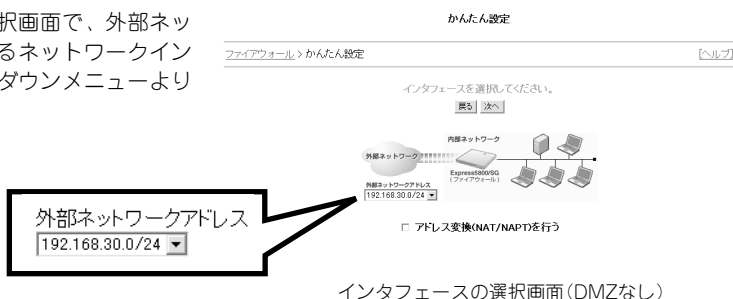 択画面で、外部ネッ
るネットワークイン
ダウンメニューより
かんたん設定
ファイアウォール > かんたん設定
[ヘルプ]
インタフェースを選択してください。
戻る 次へ
内部ネットワーク
外部ネットワーク
Express5800/SG
(ファイアウォール)
外部ネットワークアドレス
192.168.30.0/24
外部ネットワークアドレス
192.168.30.0/24
アドレス変換(NAT/NAPT)を行う
インタフェースの選択画面(DMZなし)